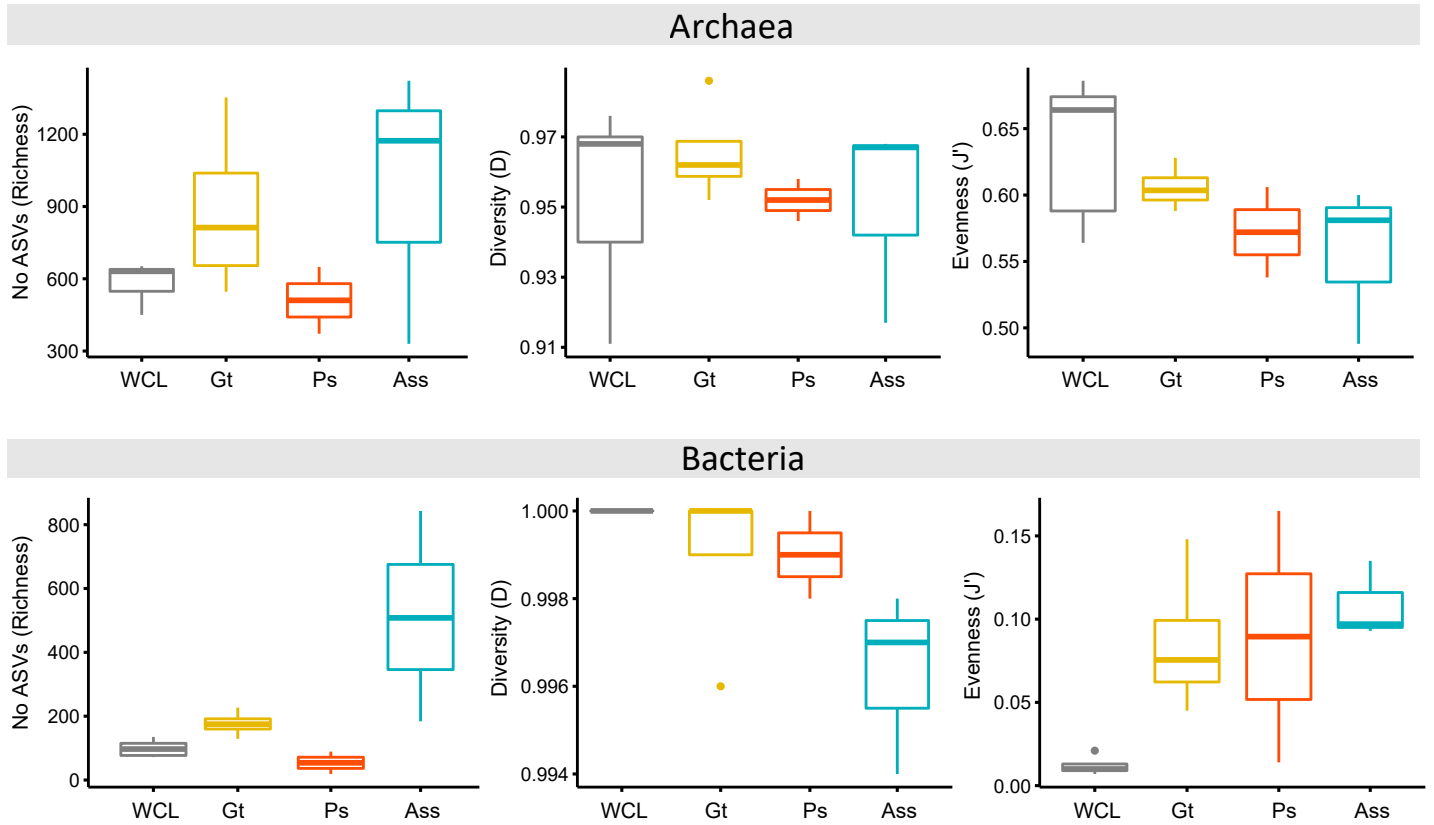 Archaea
No ASVs (Richness)
1200
900
600
300
WCL Gt Ps Ass
Diversity (D)
0.97
0.95
0.93
0.91
WCL Gt Ps Ass
Evenness (J')
0.65
0.60
0.55
0.50
WCL Gt Ps Ass
Bacteria
No ASVs (Richness)
800
600
400
200
0
WCL Gt Ps Ass
Diversity (D)
1.000
0.998
0.996
0.994
WCL Gt Ps Ass
Evenness (J')
0.15
0.10
0.05
0.00
WCL Gt Ps Ass